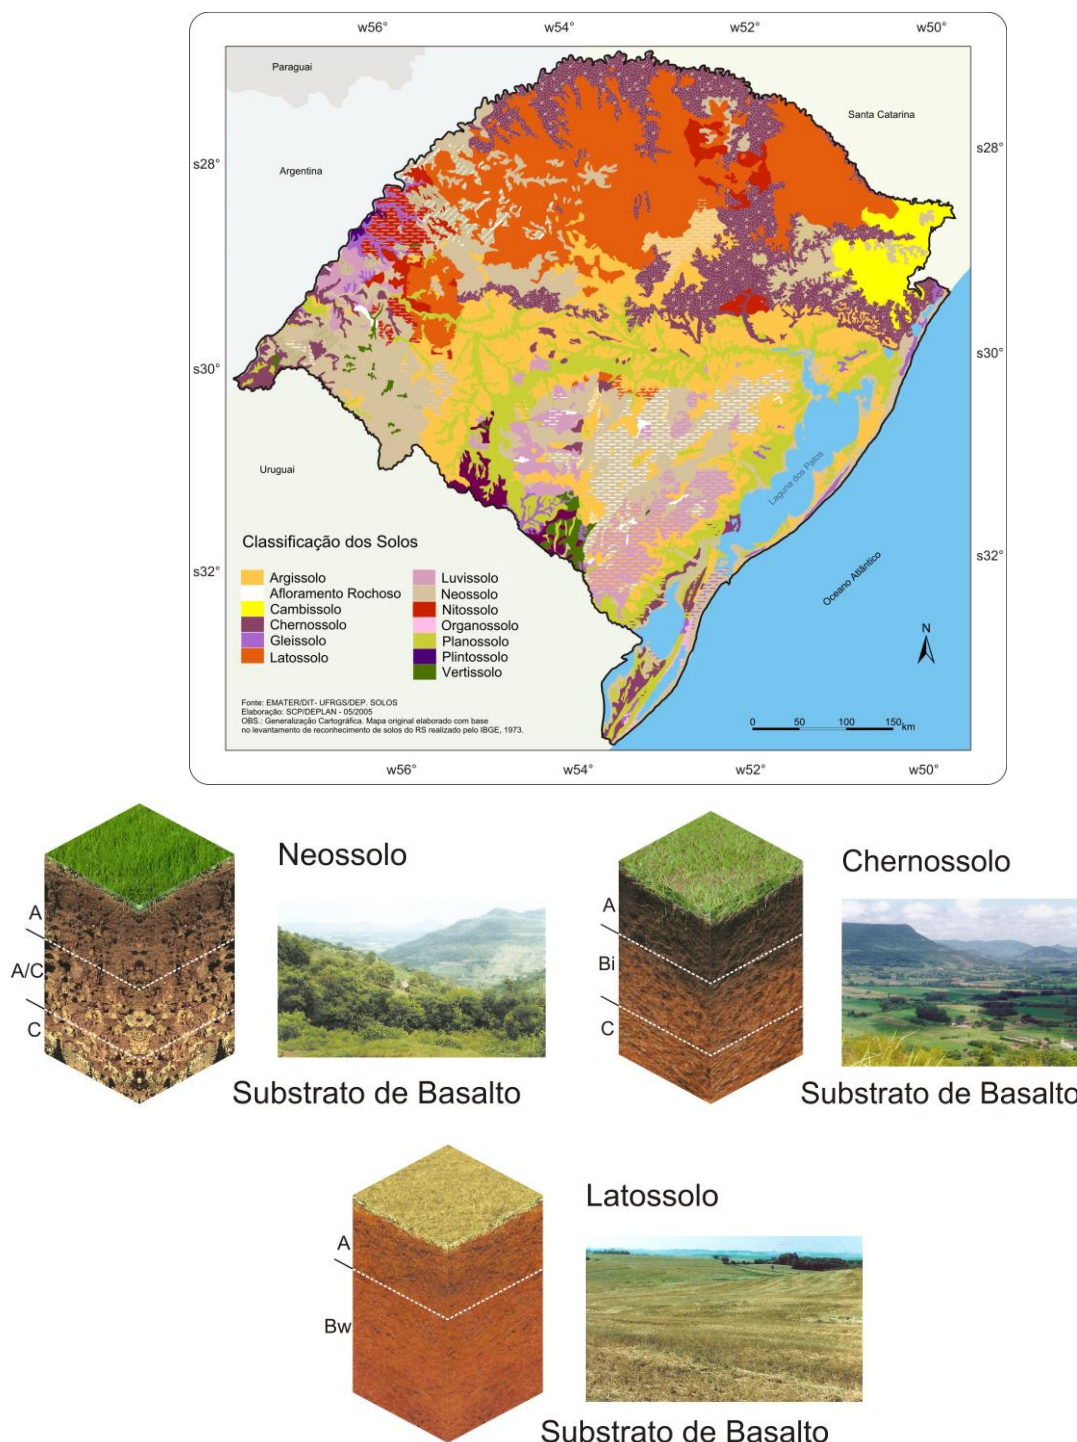 w56°
w54°
w52°
w50°
Paraguai
Santa Catarina
s28°
s28°
Argentina
s30°
s30°
Uruguai
Laguna dos Patos
Classificação dos Solos
s32°
s32°
Oceano Atlântico
Argissolo
Afloramento Rochoso
Cambissolo
Chernossolo
Gleissolo
Latossolo
Luvissolo
Neossolo
Nitossolo
Organossolo
Planossolo
Plintossolo
Vertissolo
N
Fonte: EMATER/DIT- UFRGS/DEP. SOLOS
Elaboração: SCP/DEPLAN - 05/2005
OBS.: Generalização Cartográfica. Mapa original elaborado com base
no levantamento de reconhecimento de solos do RS realizado pelo IBGE, 1973.
0 50 100 150 km
w56°
w54°
w52°
w50°
Neossolo
A
A/C
C
Substrato de Basalto
Chernossolo
A
Bi
C
Substrato de Basalto
Latossolo
A
Bw
Substrato de Basalto